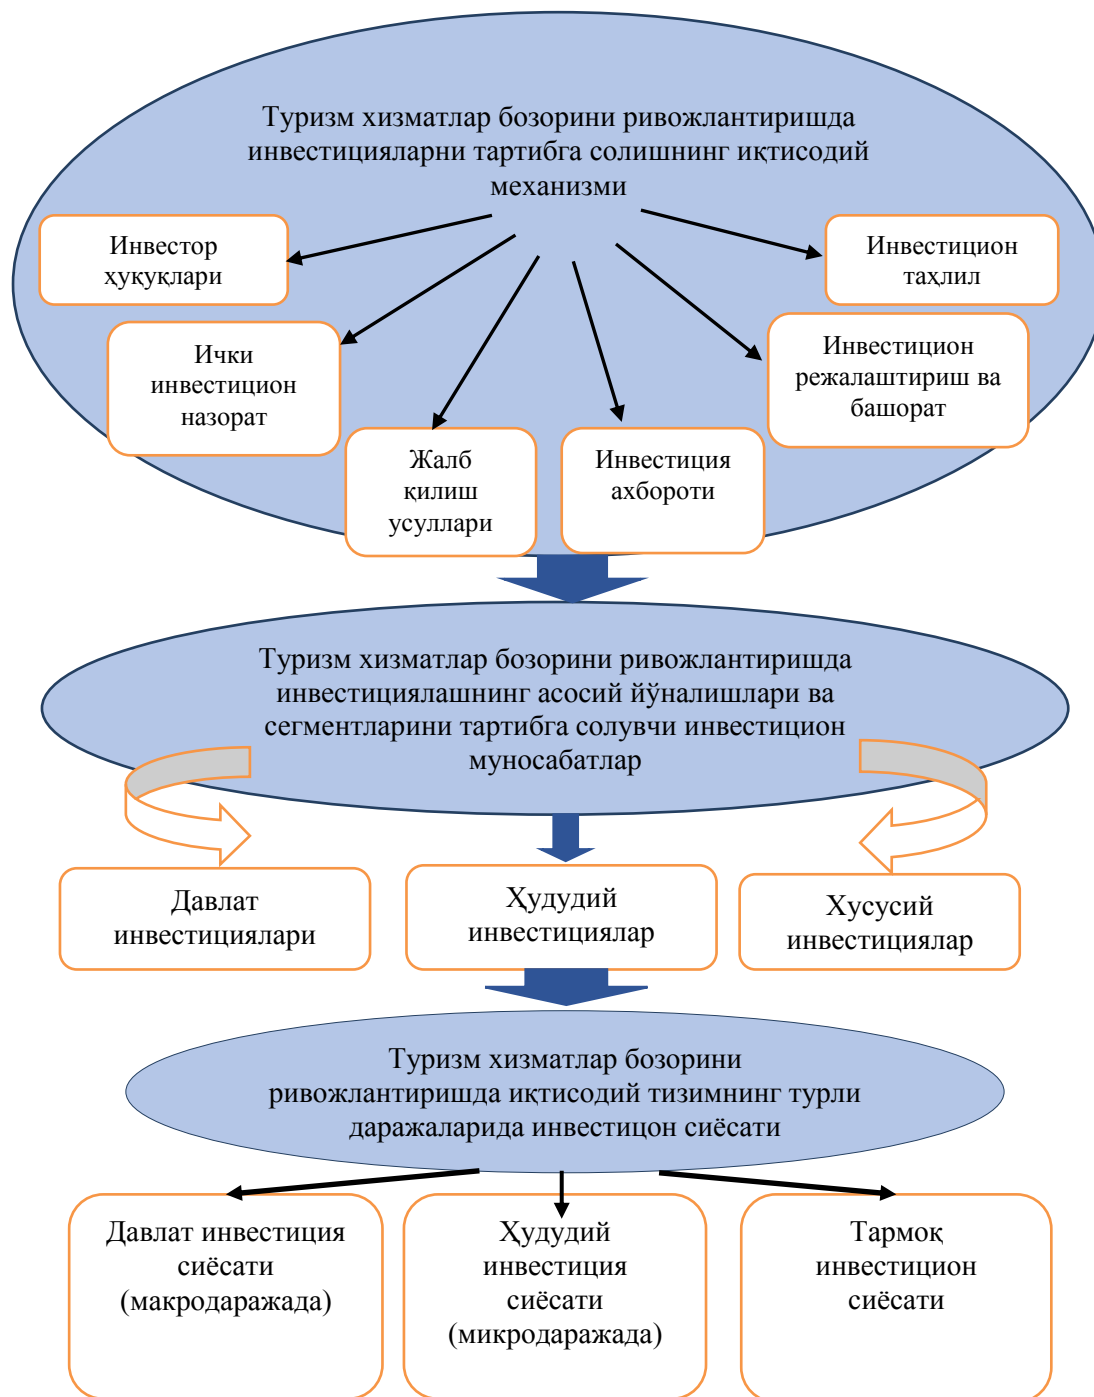 Туризм хизматлар бозорини ривожлантиришда
инвестицияларни тартибга солишнинг иқтисодий
механизми
Инвестор
ҳуқуқлари
Инвестицион
таҳлил
Ички
инвестицион
назорат
Инвестицион
режалаштириш ва
башорат
Жалб
қилиш
усуллари
Инвестиция
ахбороти
Туризм хизматлар бозорини ривожлантиришда
инвестициялашнинг асосий йўналишлари ва
сегментларини тартибга солувчи инвестицион
муносабатлар
Давлат
инвестициялари
Ҳудудий
инвестициялар
Хусусий
инвестициялар
Туризм хизматлар бозорини
ривожлантиришда иқтисодий тизимнинг турли
даражаларида инвестицон сиёсати
Давлат инвестиция
сиёсати
(макродаражада)
Ҳудудий
инвестиция
сиёсати
(микродаражада)
Тармоқ
инвестицион
сиёсати